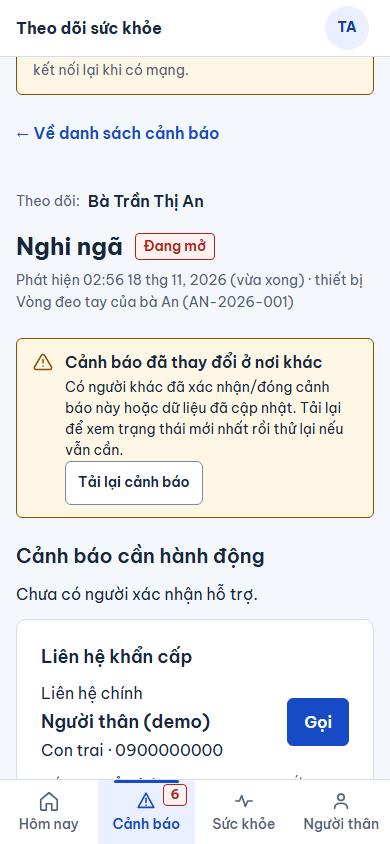 Theo dõi sức khỏe
TA
kết nối lại khi có mạng.
← Về danh sách cảnh báo
Theo dõi: Bà Trần Thị An
Nghi ngã
Đang mở
Phát hiện 02:56 18 thg 11, 2026 (vừa xong) · thiết bị
Vòng đeo tay của bà An (AN-2026-001)
Cảnh báo đã thay đổi ở nơi khác
Có người khác đã xác nhận/đóng cảnh
báo này hoặc dữ liệu đã cập nhật. Tải lại
để xem trạng thái mới nhất rồi thử lại nếu
vẫn cần.
Tải lại cảnh báo
Cảnh báo cần hành động
Chưa có người xác nhận hỗ trợ.
Liên hệ khẩn cấp
Liên hệ chính
Người thân (demo)
Con trai · 0900000000
Gọi
6
Hôm nay
Cảnh báo
Sức khỏe
Người thân